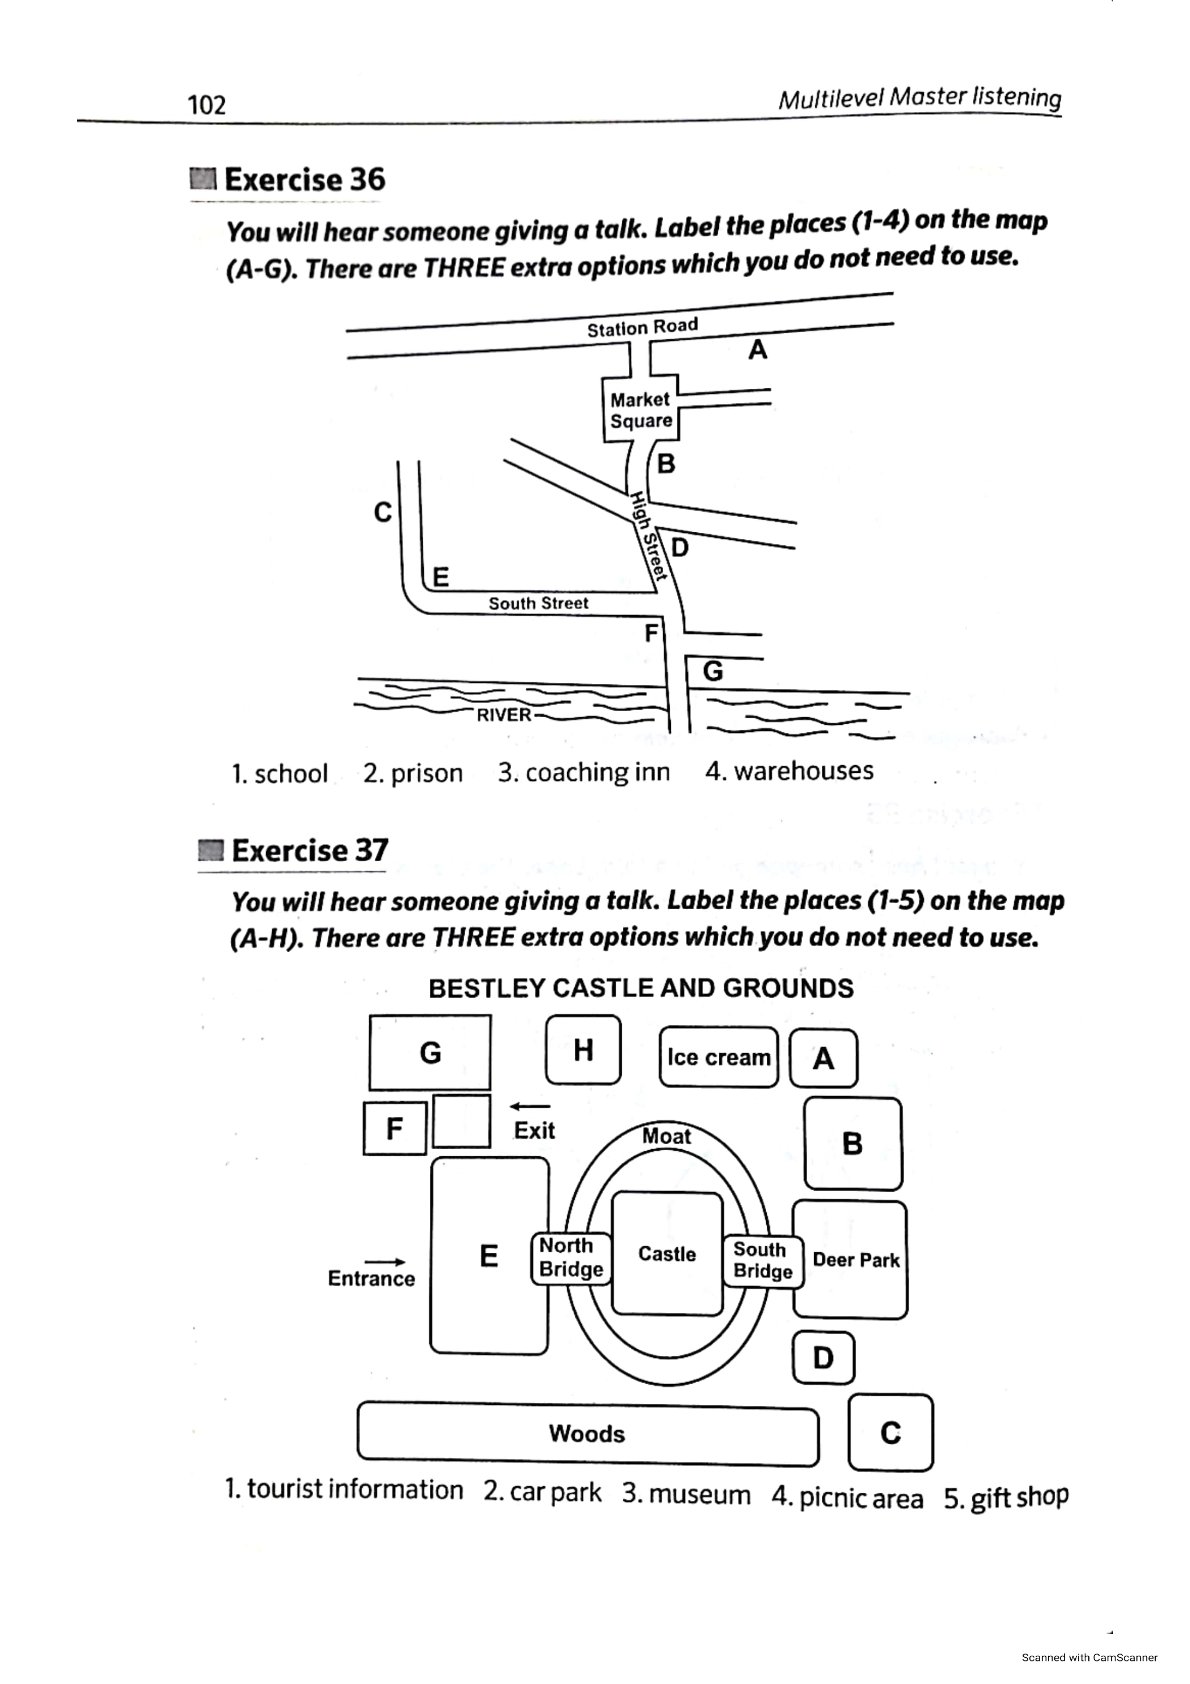 102 Multilevel Master listening
Exercise 36
You will hear someone giving a talk. Label the places (1-4) on the map
(A-G). There are THREE extra options which you do not need to use.
Station Road
A
Market
Square
B
C
High Street
D
E
South Street
F
G
RIVER
1. school 2. prison 3. coaching inn 4. warehouses
Exercise 37
You will hear someone giving a talk. Label the places (1-5) on the map
(A-H). There are THREE extra options which you do not need to use.
BESTLEY CASTLE AND GROUNDS
G H Ice cream A
F Exit Moat B
E North
Bridge Castle South
Bridge Deer Park
Entrance
D
Woods C
1. tourist information 2. car park 3. museum 4. picnic area 5. gift shop
Scanned with CamScanner